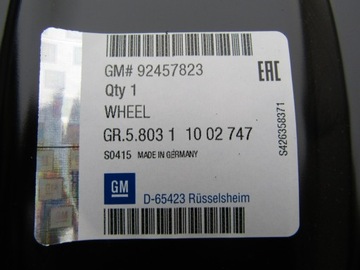 GM# 92457823
EAC
Qty 1
WHEEL
GR.5.803 1 10 02 747
S0415 MADE IN GERMANY
S426358371
GM
D-65423 Rüsselsheim